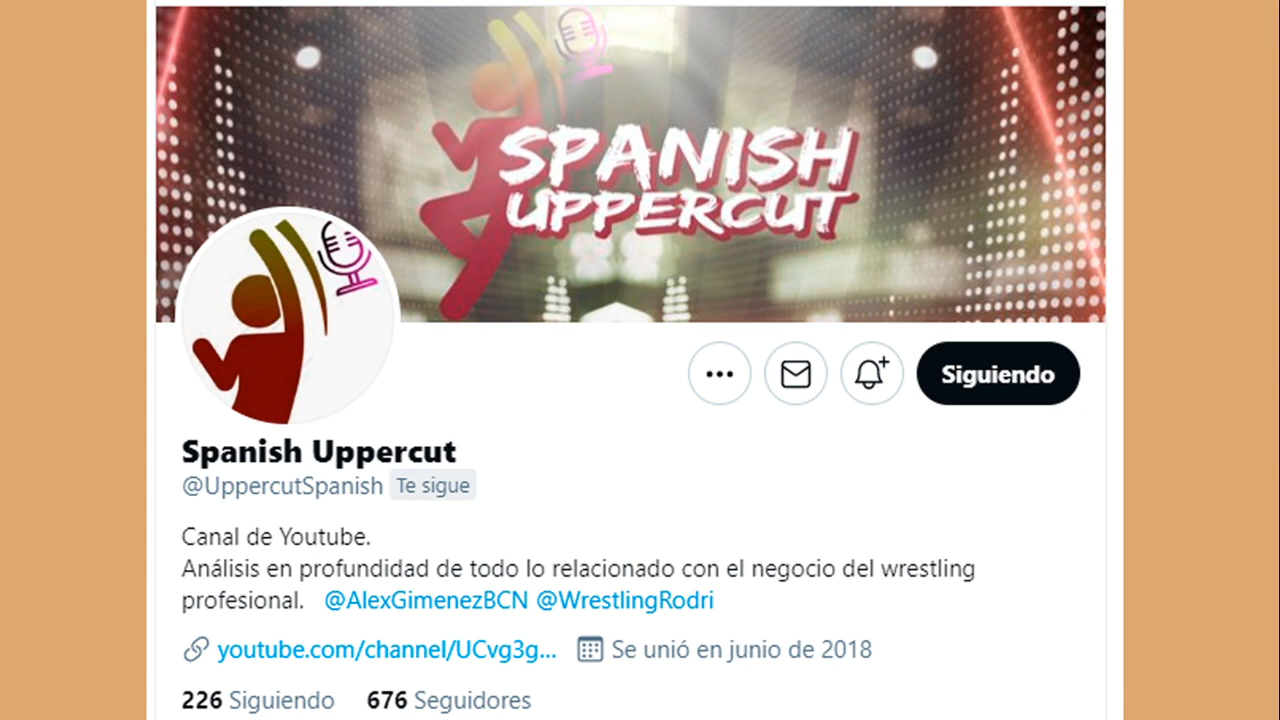 SPANISH
UPPERCUT
Siguiendo
Spanish Uppercut
@UppercutSpanish Te sigue
Canal de Youtube.
Análisis en profundidad de todo lo relacionado con el negocio del wrestling
profesional. @AlexGimenezBCN @WrestlingRodri
youtube.com/channel/UCvg3g... Se unió en junio de 2018
226 Siguiendo 676 Seguidores